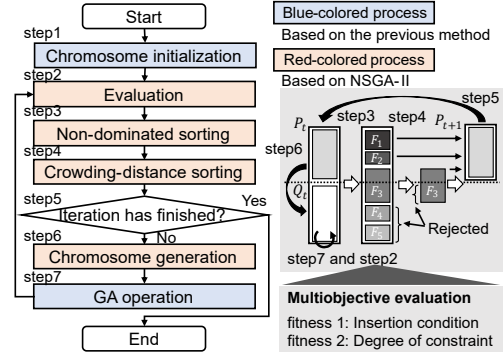 Start
step1
Chromosome initialization
step2
Evaluation
step3
Non-dominated sorting
step4
Crowding-distance sorting
step5
Iteration has finished?
Yes
No
step6
Chromosome generation
step7
GA operation
End
Blue-colored process
Based on the previous method
Red-colored process
Based on NSGA-II
step5
step3 step4
P_t
P_{t+1}
step6
F_1
F_2
Q_t
F_3
F_3
F_4
F_5
Rejected
step7 and step2
Multiobjective evaluation
fitness 1: Insertion condition
fitness 2: Degree of constraint